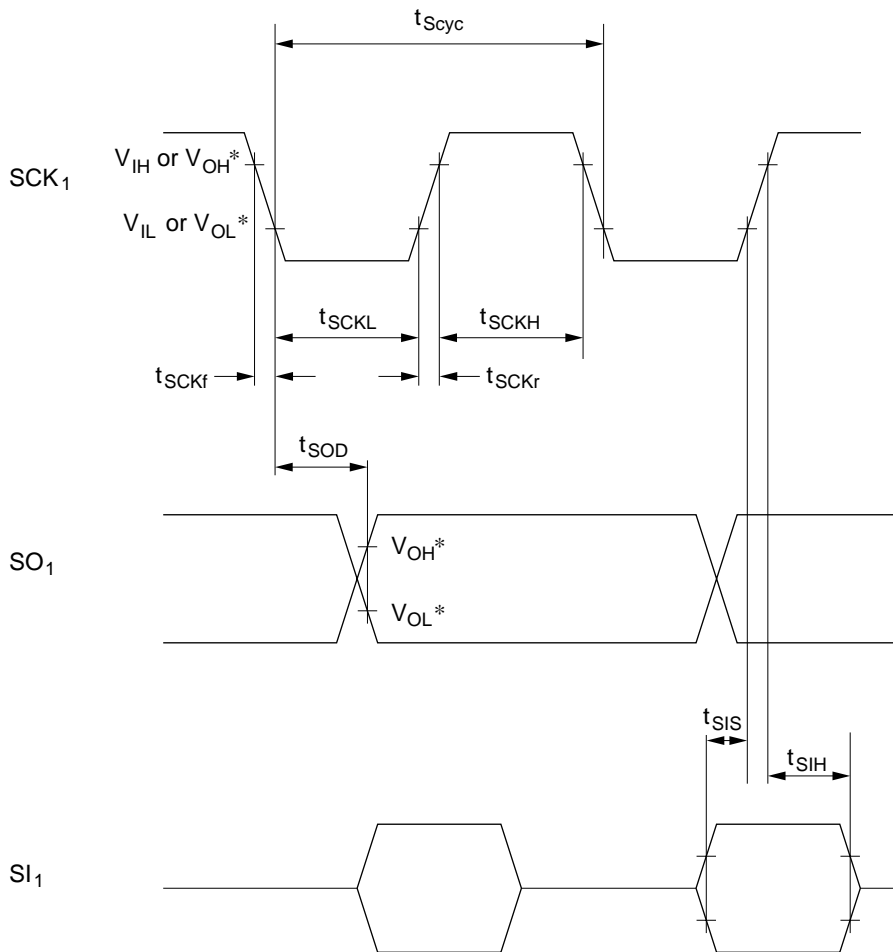 tScyc
VIH or VOH*
SCK1
VIL or VOL*
tSCKL
tSCKH
tSCKf
tSCKr
tSOD
VOH*
SO1
VOL*
tSIS
tSIH
SI1